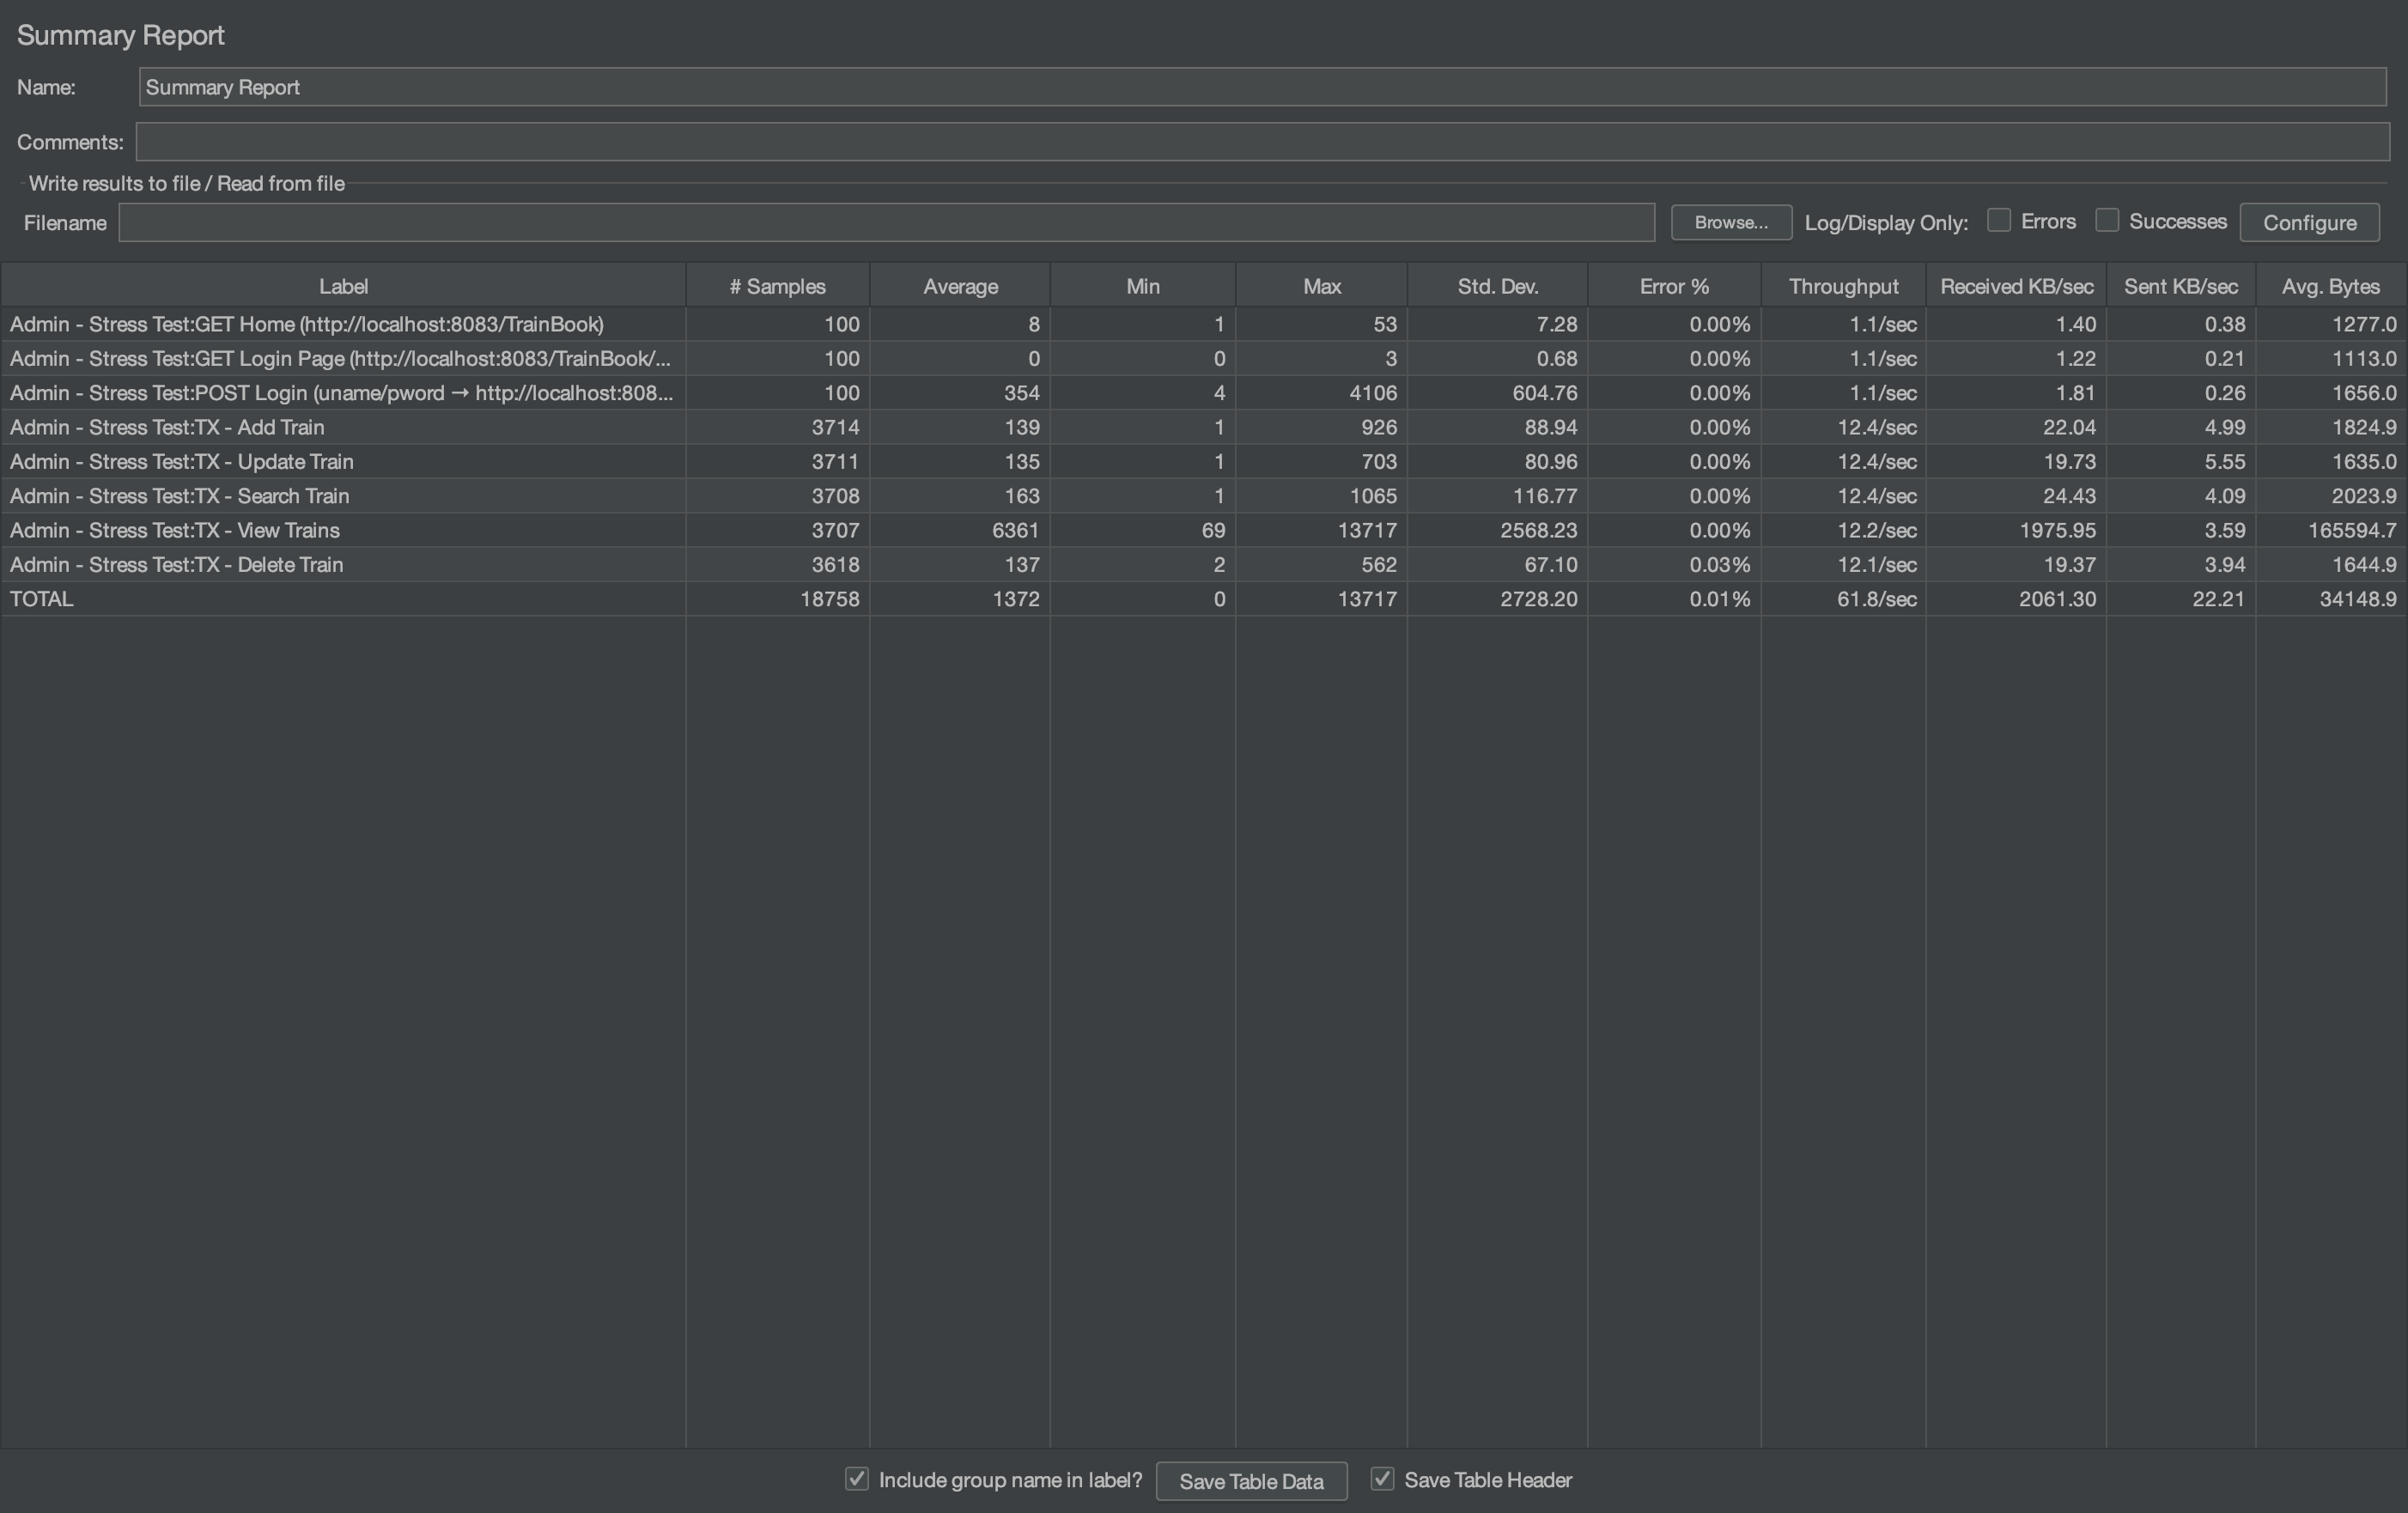 Summary Report
Name: Summary Report
Comments:
Write results to file / Read from file
Filename Browse... Log/Display Only: Errors Successes Configure
Label # Samples Average Min Max Std. Dev. Error % Throughput Received KB/sec Sent KB/sec Avg. Bytes
Admin - Stress Test:GET Home (http://localhost:8083/TrainBook) 100 8 1 53 7.28 0.00% 1.1/sec 1.40 0.38 1277.0
Admin - Stress Test:GET Login Page (http://localhost:8083/TrainBook/... 100 0 0 3 0.68 0.00% 1.1/sec 1.22 0.21 1113.0
Admin - Stress Test:POST Login (uname/pword → http://localhost:808... 100 354 4 4106 604.76 0.00% 1.1/sec 1.81 0.26 1656.0
Admin - Stress Test:TX - Add Train 3714 139 1 926 88.94 0.00% 12.4/sec 22.04 4.99 1824.9
Admin - Stress Test:TX - Update Train 3711 135 1 703 80.96 0.00% 12.4/sec 19.73 5.55 1635.0
Admin - Stress Test:TX - Search Train 3708 163 1 1065 116.77 0.00% 12.4/sec 24.43 4.09 2023.9
Admin - Stress Test:TX - View Trains 3707 6361 69 13717 2568.23 0.00% 12.2/sec 1975.95 3.59 165594.7
Admin - Stress Test:TX - Delete Train 3618 137 2 562 67.10 0.03% 12.1/sec 19.37 3.94 1644.9
TOTAL 18758 1372 0 13717 2728.20 0.01% 61.8/sec 2061.30 22.21 34148.9
Include group name in label? Save Table Data Save Table Header